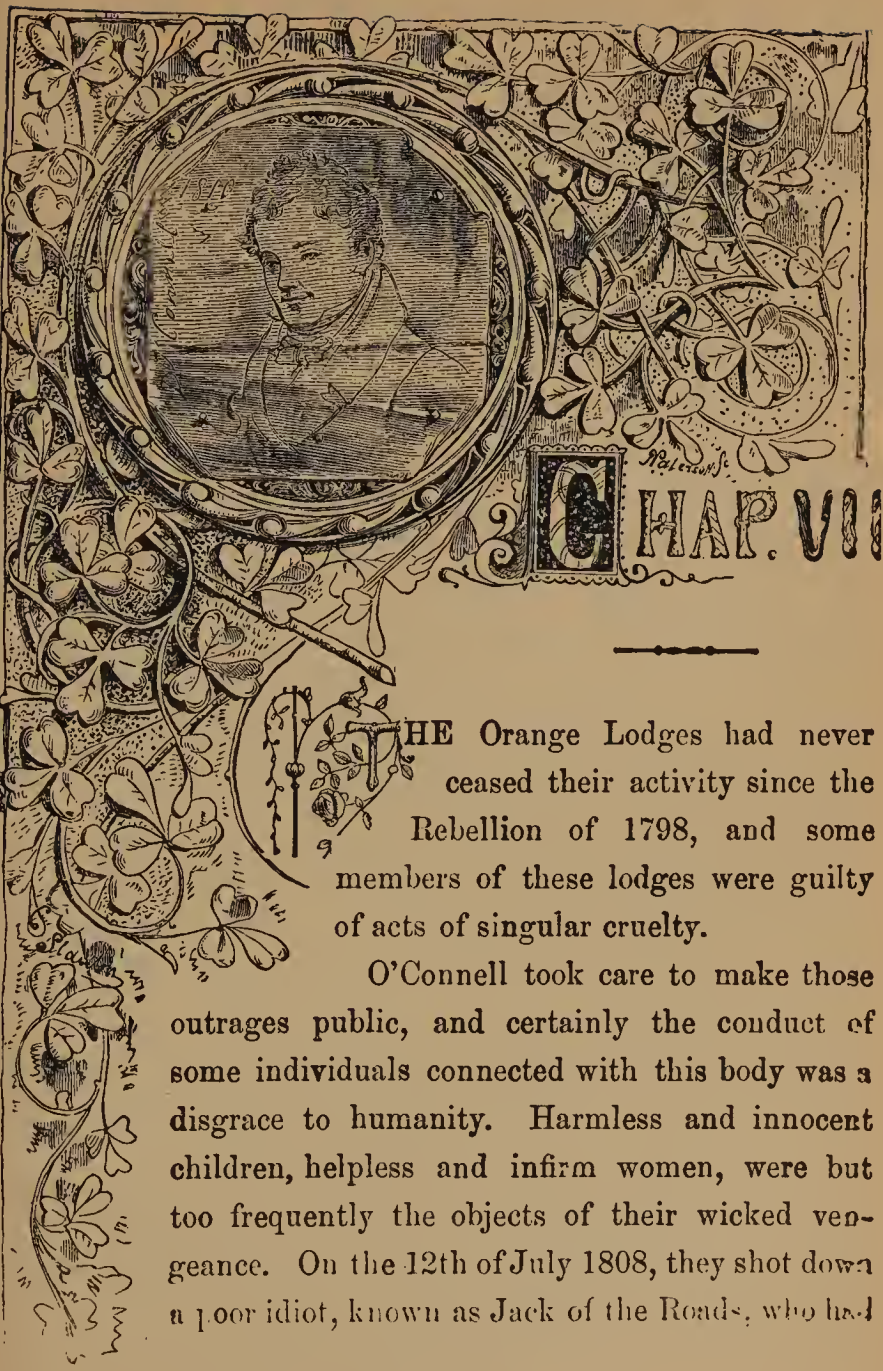 CHAP. VII
THE Orange Lodges had never
ceased their activity since the
Rebellion of 1798, and some
members of these lodges were guilty
of acts of singular cruelty.
O'Connell took care to make those
outrages public, and certainly the conduct of
some individuals connected with this body was a
disgrace to humanity. Harmless and innocent
children, helpless and infirm women, were but
too frequently the objects of their wicked ven-
geance. On the 12th of July 1808, they shot down
a poor idiot, known as Jack of the Roads, who had